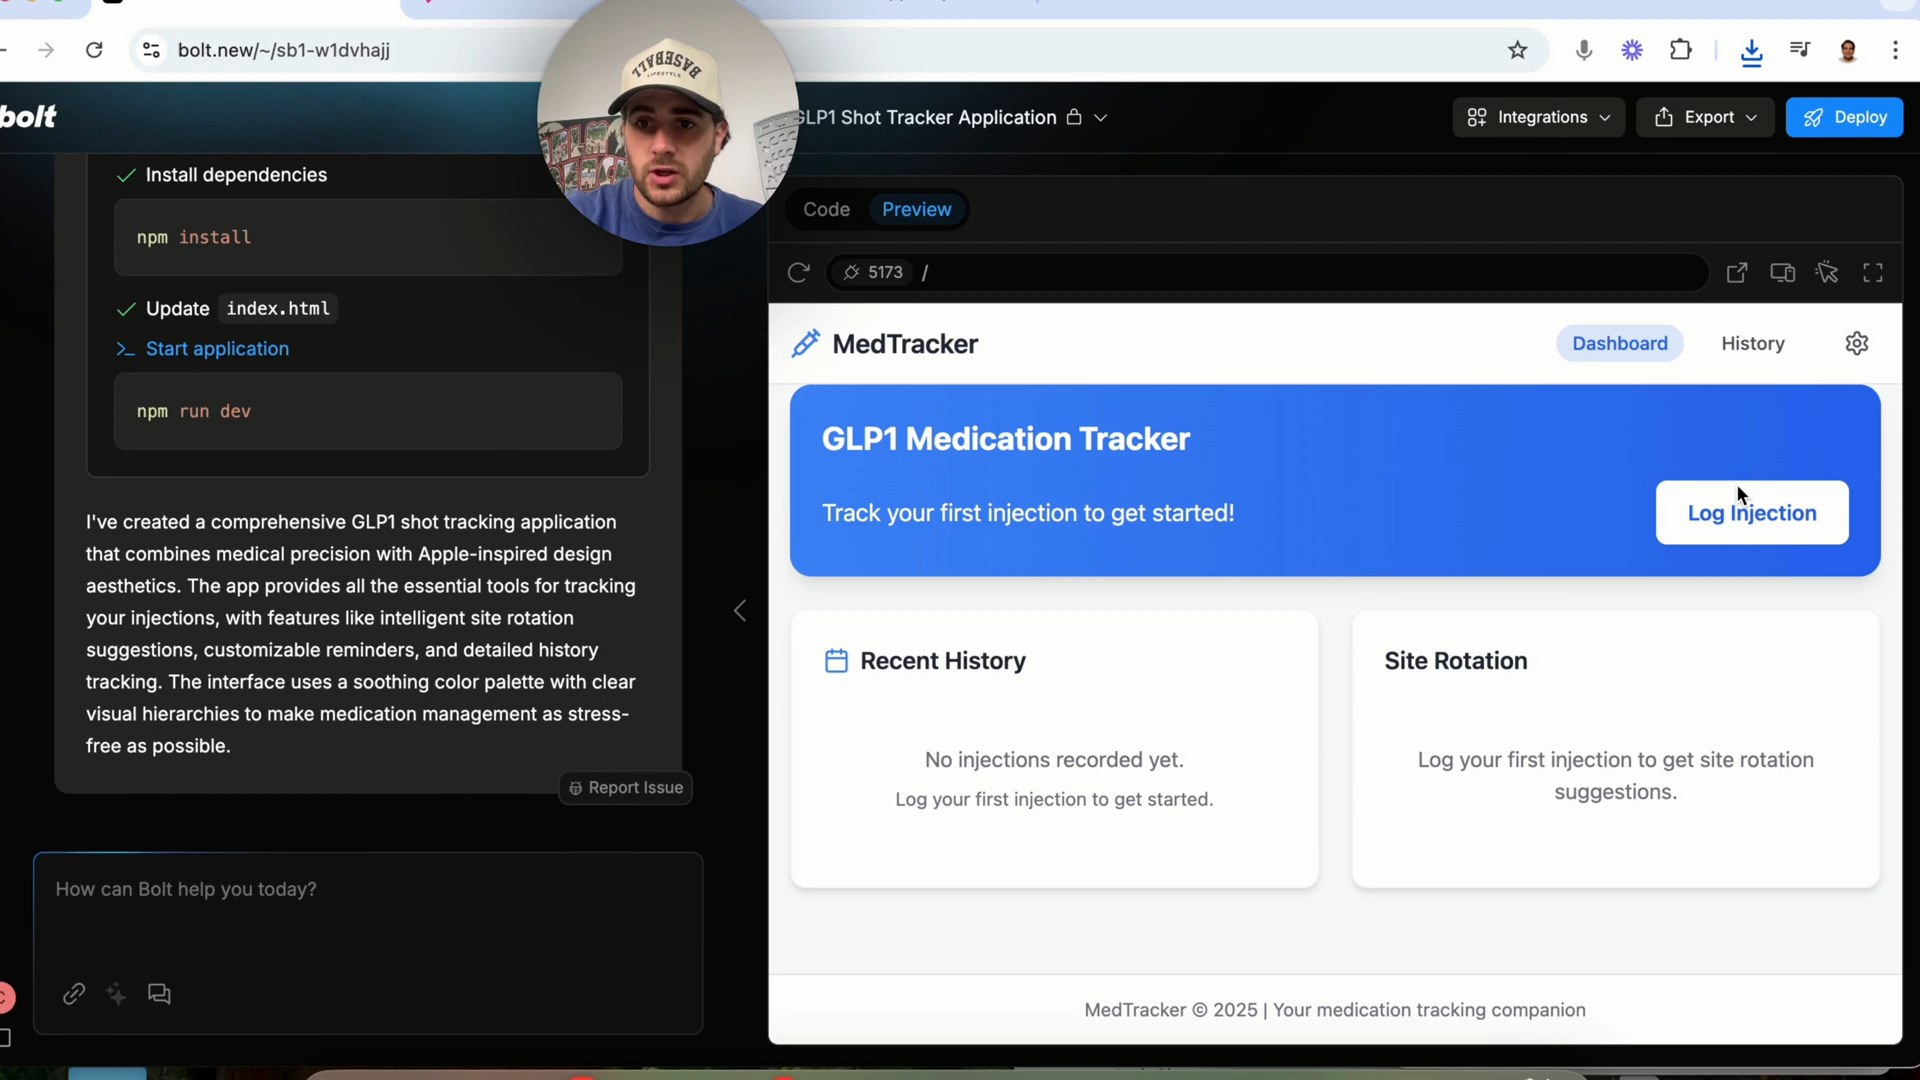 bolt.new/~/sb1-w1dvhajj
BASEBALL
LIFESTYLE
bolt
GLP1 Shot Tracker Application
Integrations
Export
Deploy
Install dependencies
npm install
Update index.html
Start application
npm run dev
I've created a comprehensive GLP1 shot tracking application
that combines medical precision with Apple-inspired design
aesthetics. The app provides all the essential tools for tracking
your injections, with features like intelligent site rotation
suggestions, customizable reminders, and detailed history
tracking. The interface uses a soothing color palette with clear
visual hierarchies to make medication management as stress-
free as possible.
Report Issue
How can Bolt help you today?
Code
Preview
5173 /
MedTracker
Dashboard
History
GLP1 Medication Tracker
Track your first injection to get started!
Log Injection
Recent History
No injections recorded yet.
Log your first injection to get started.
Site Rotation
Log your first injection to get site rotation
suggestions.
MedTracker © 2025 | Your medication tracking companion